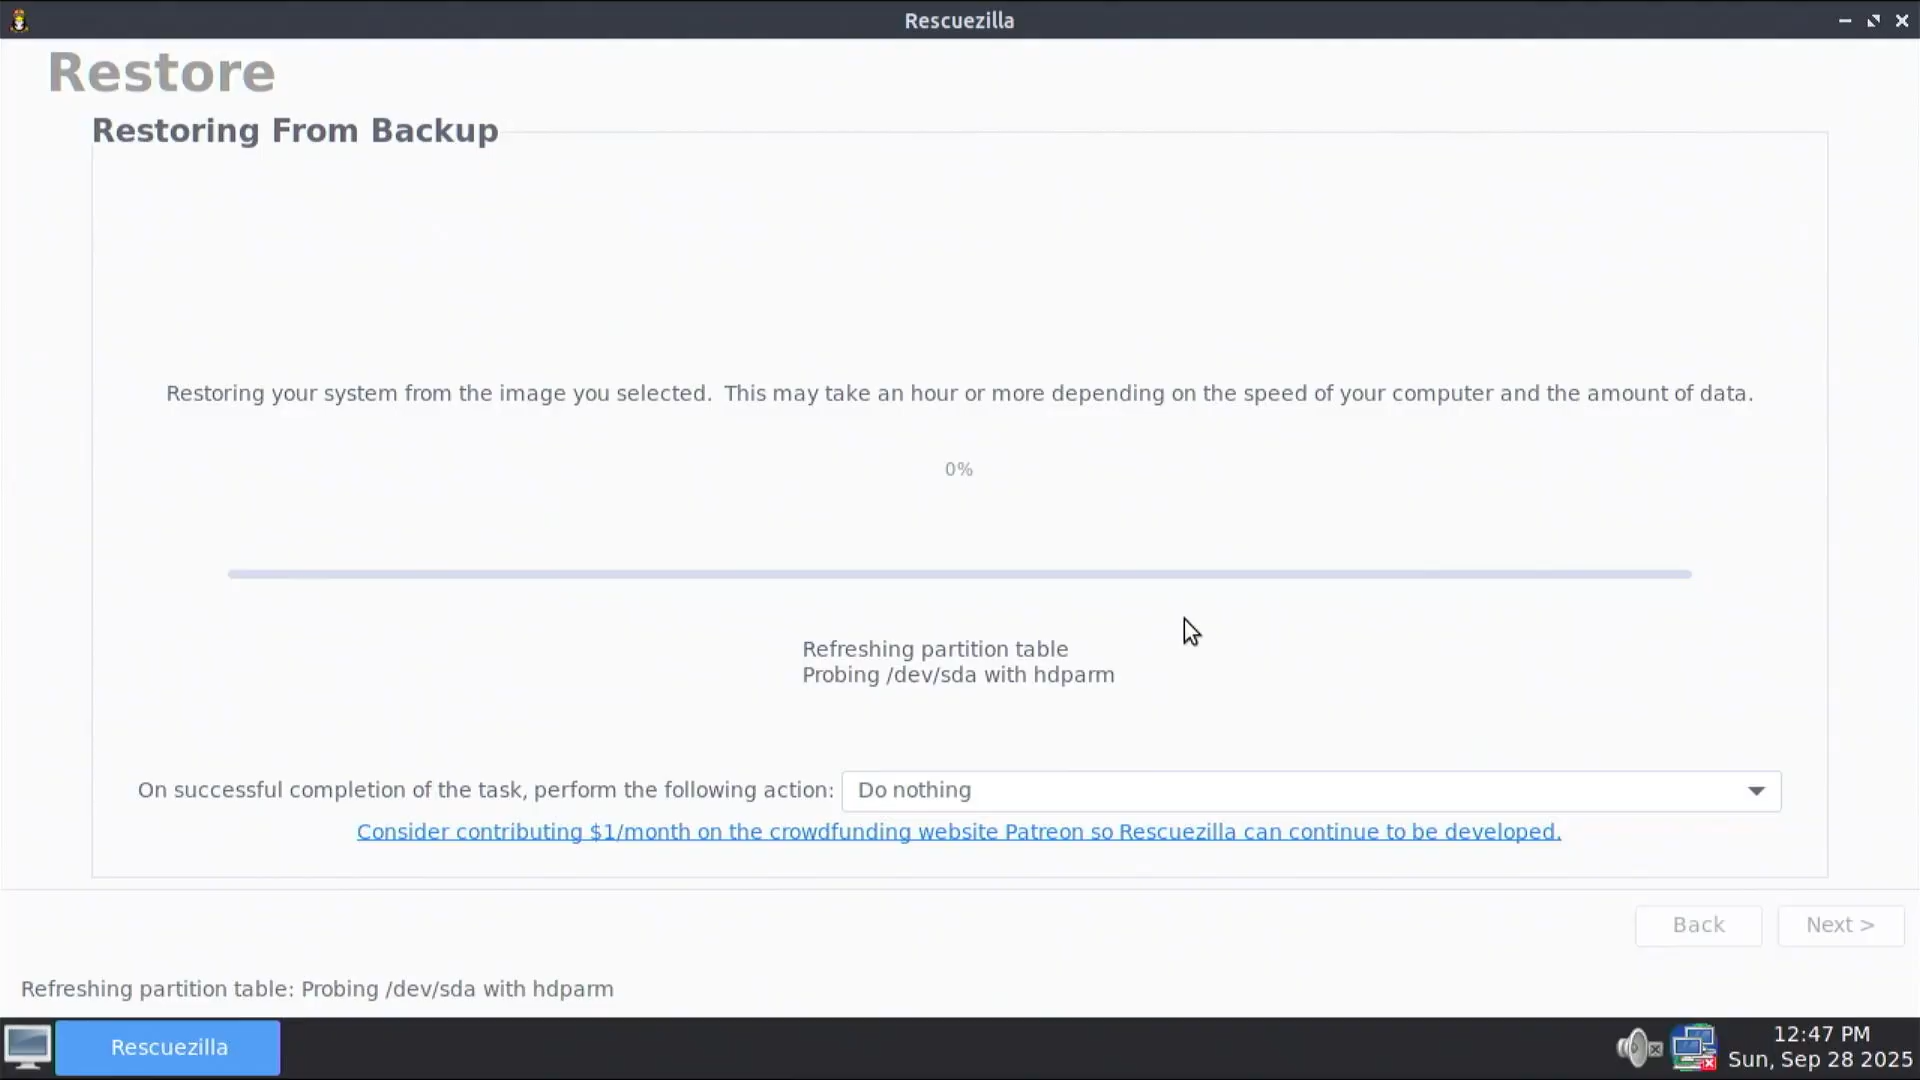 Rescuezilla
Restore
Restoring From Backup
Restoring your system from the image you selected.  This may take an hour or more depending on the speed of your computer and the amount of data.
0%
Refreshing partition table
Probing /dev/sda with hdparm
On successful completion of the task, perform the following action: Do nothing
Consider contributing $1/month on the crowdfunding website Patreon so Rescuezilla can continue to be developed.
Back Next >
Refreshing partition table: Probing /dev/sda with hdparm
Rescuezilla
12:47 PM
Sun, Sep 28 2025